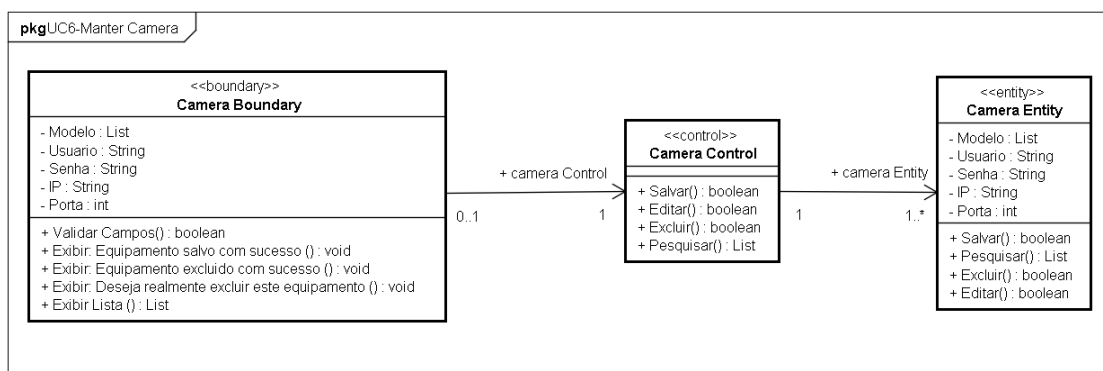 pkgUC6-Manter Camera
<<boundary>>
Camera Boundary
- Modelo : List
- Usuario : String
- Senha : String
- IP : String
- Porta : int
+ Validar Campos() : boolean
+ Exibir: Equipamento salvo com sucesso () : void
+ Exibir: Equipamento excluido com sucesso () : void
+ Exibir: Deseja realmente excluir este equipamento () : void
+ Exibir Lista () : List
+ camera Control
0..1
1
<<control>>
Camera Control
+ Salvar() : boolean
+ Editar() : boolean
+ Excluir() : boolean
+ Pesquisar() : List
+ camera Entity
1
1..*
<<entity>>
Camera Entity
- Modelo : List
- Usuario : String
- Senha : String
- IP : String
- Porta : int
+ Salvar() : boolean
+ Pesquisar() : List
+ Excluir() : boolean
+ Editar() : boolean